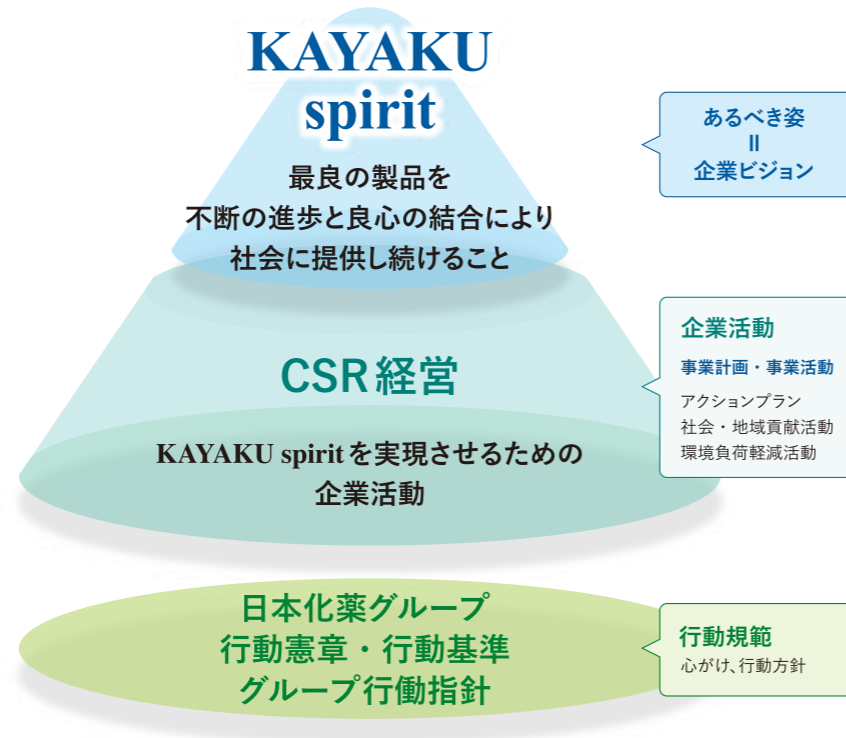 KAYAKU
spirit
最良の製品を
不断の進歩と良心の結合により
社会に提供し続けること
あるべき姿
=
企業ビジョン
CSR経営
KAYAKU spiritを実現させるための
企業活動
企業活動
事業計画・事業活動
アクションプラン
社会・地域貢献活動
環境負荷軽減活動
日本化薬グループ
行動憲章・行動基準
グループ行働指針
行動規範
心がけ、行動方針